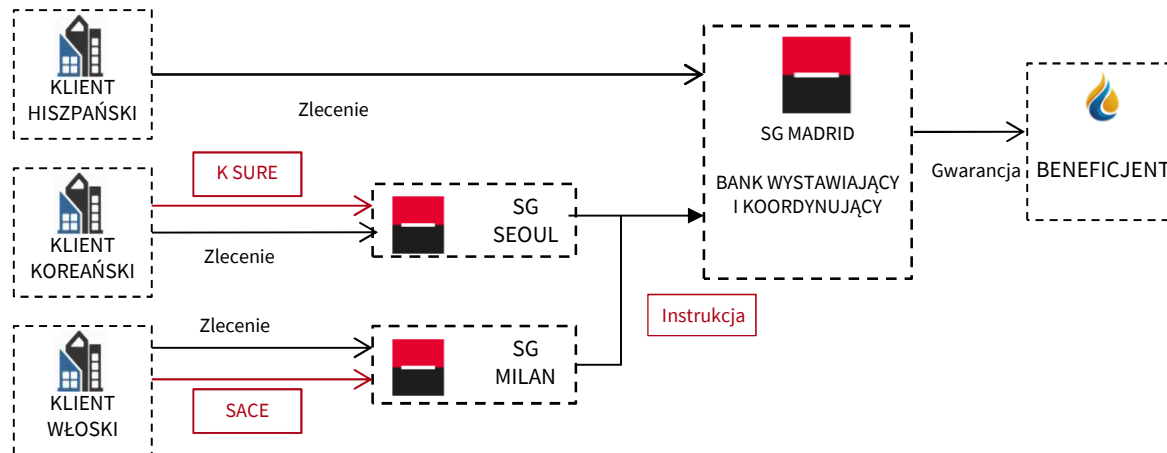 KLIENT
HISZPAŃSKI
Zlecenie
SG MADRID
BANK WYSTAWIAJĄCY
I KOORDYNUJĄCY
Gwarancja
BENEFICJENT
K SURE
KLIENT
KOREAŃSKI
Zlecenie
SG
SEOUL
Instrukcja
Zlecenie
KLIENT
WŁOSKI
SACE
SG
MILAN